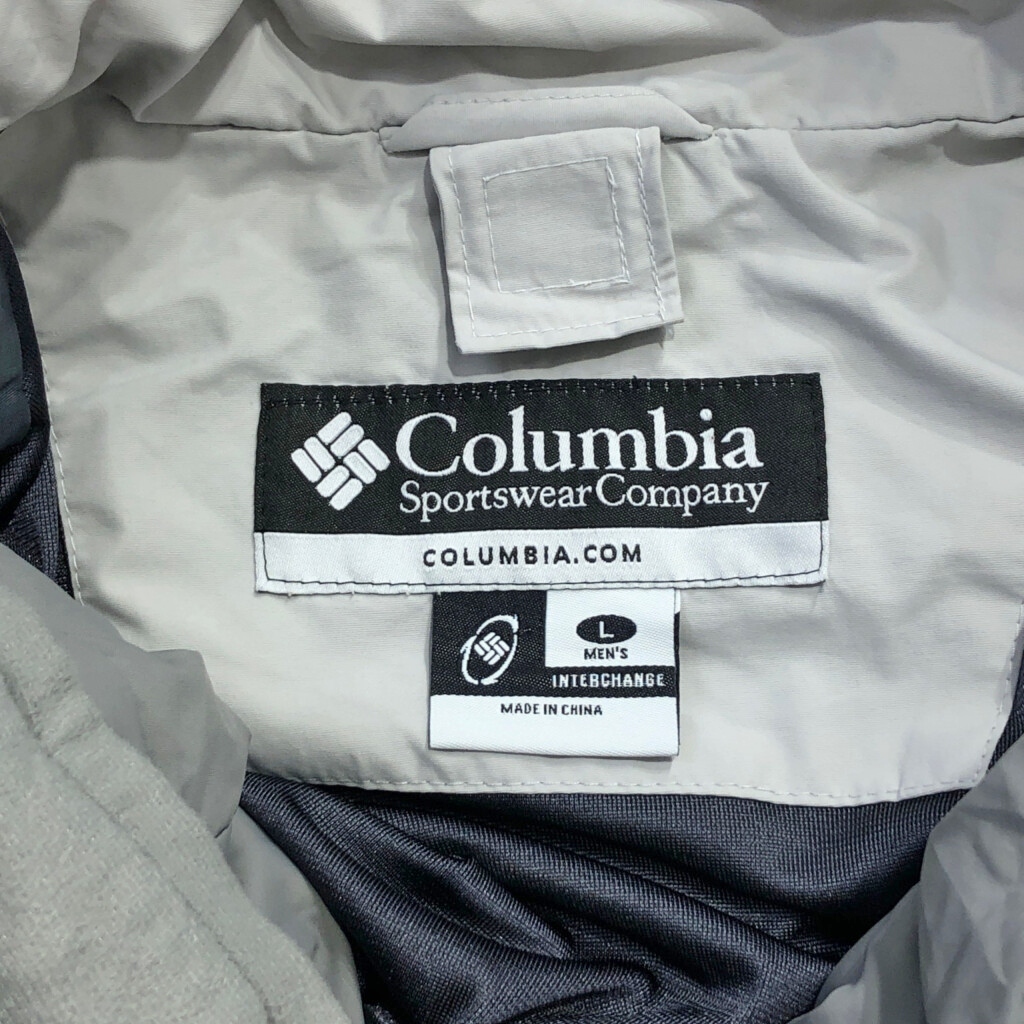 Columbia
Sportswear Company
COLUMBIA.COM
L
MEN'S
INTERCHANGE
MADE IN CHINA